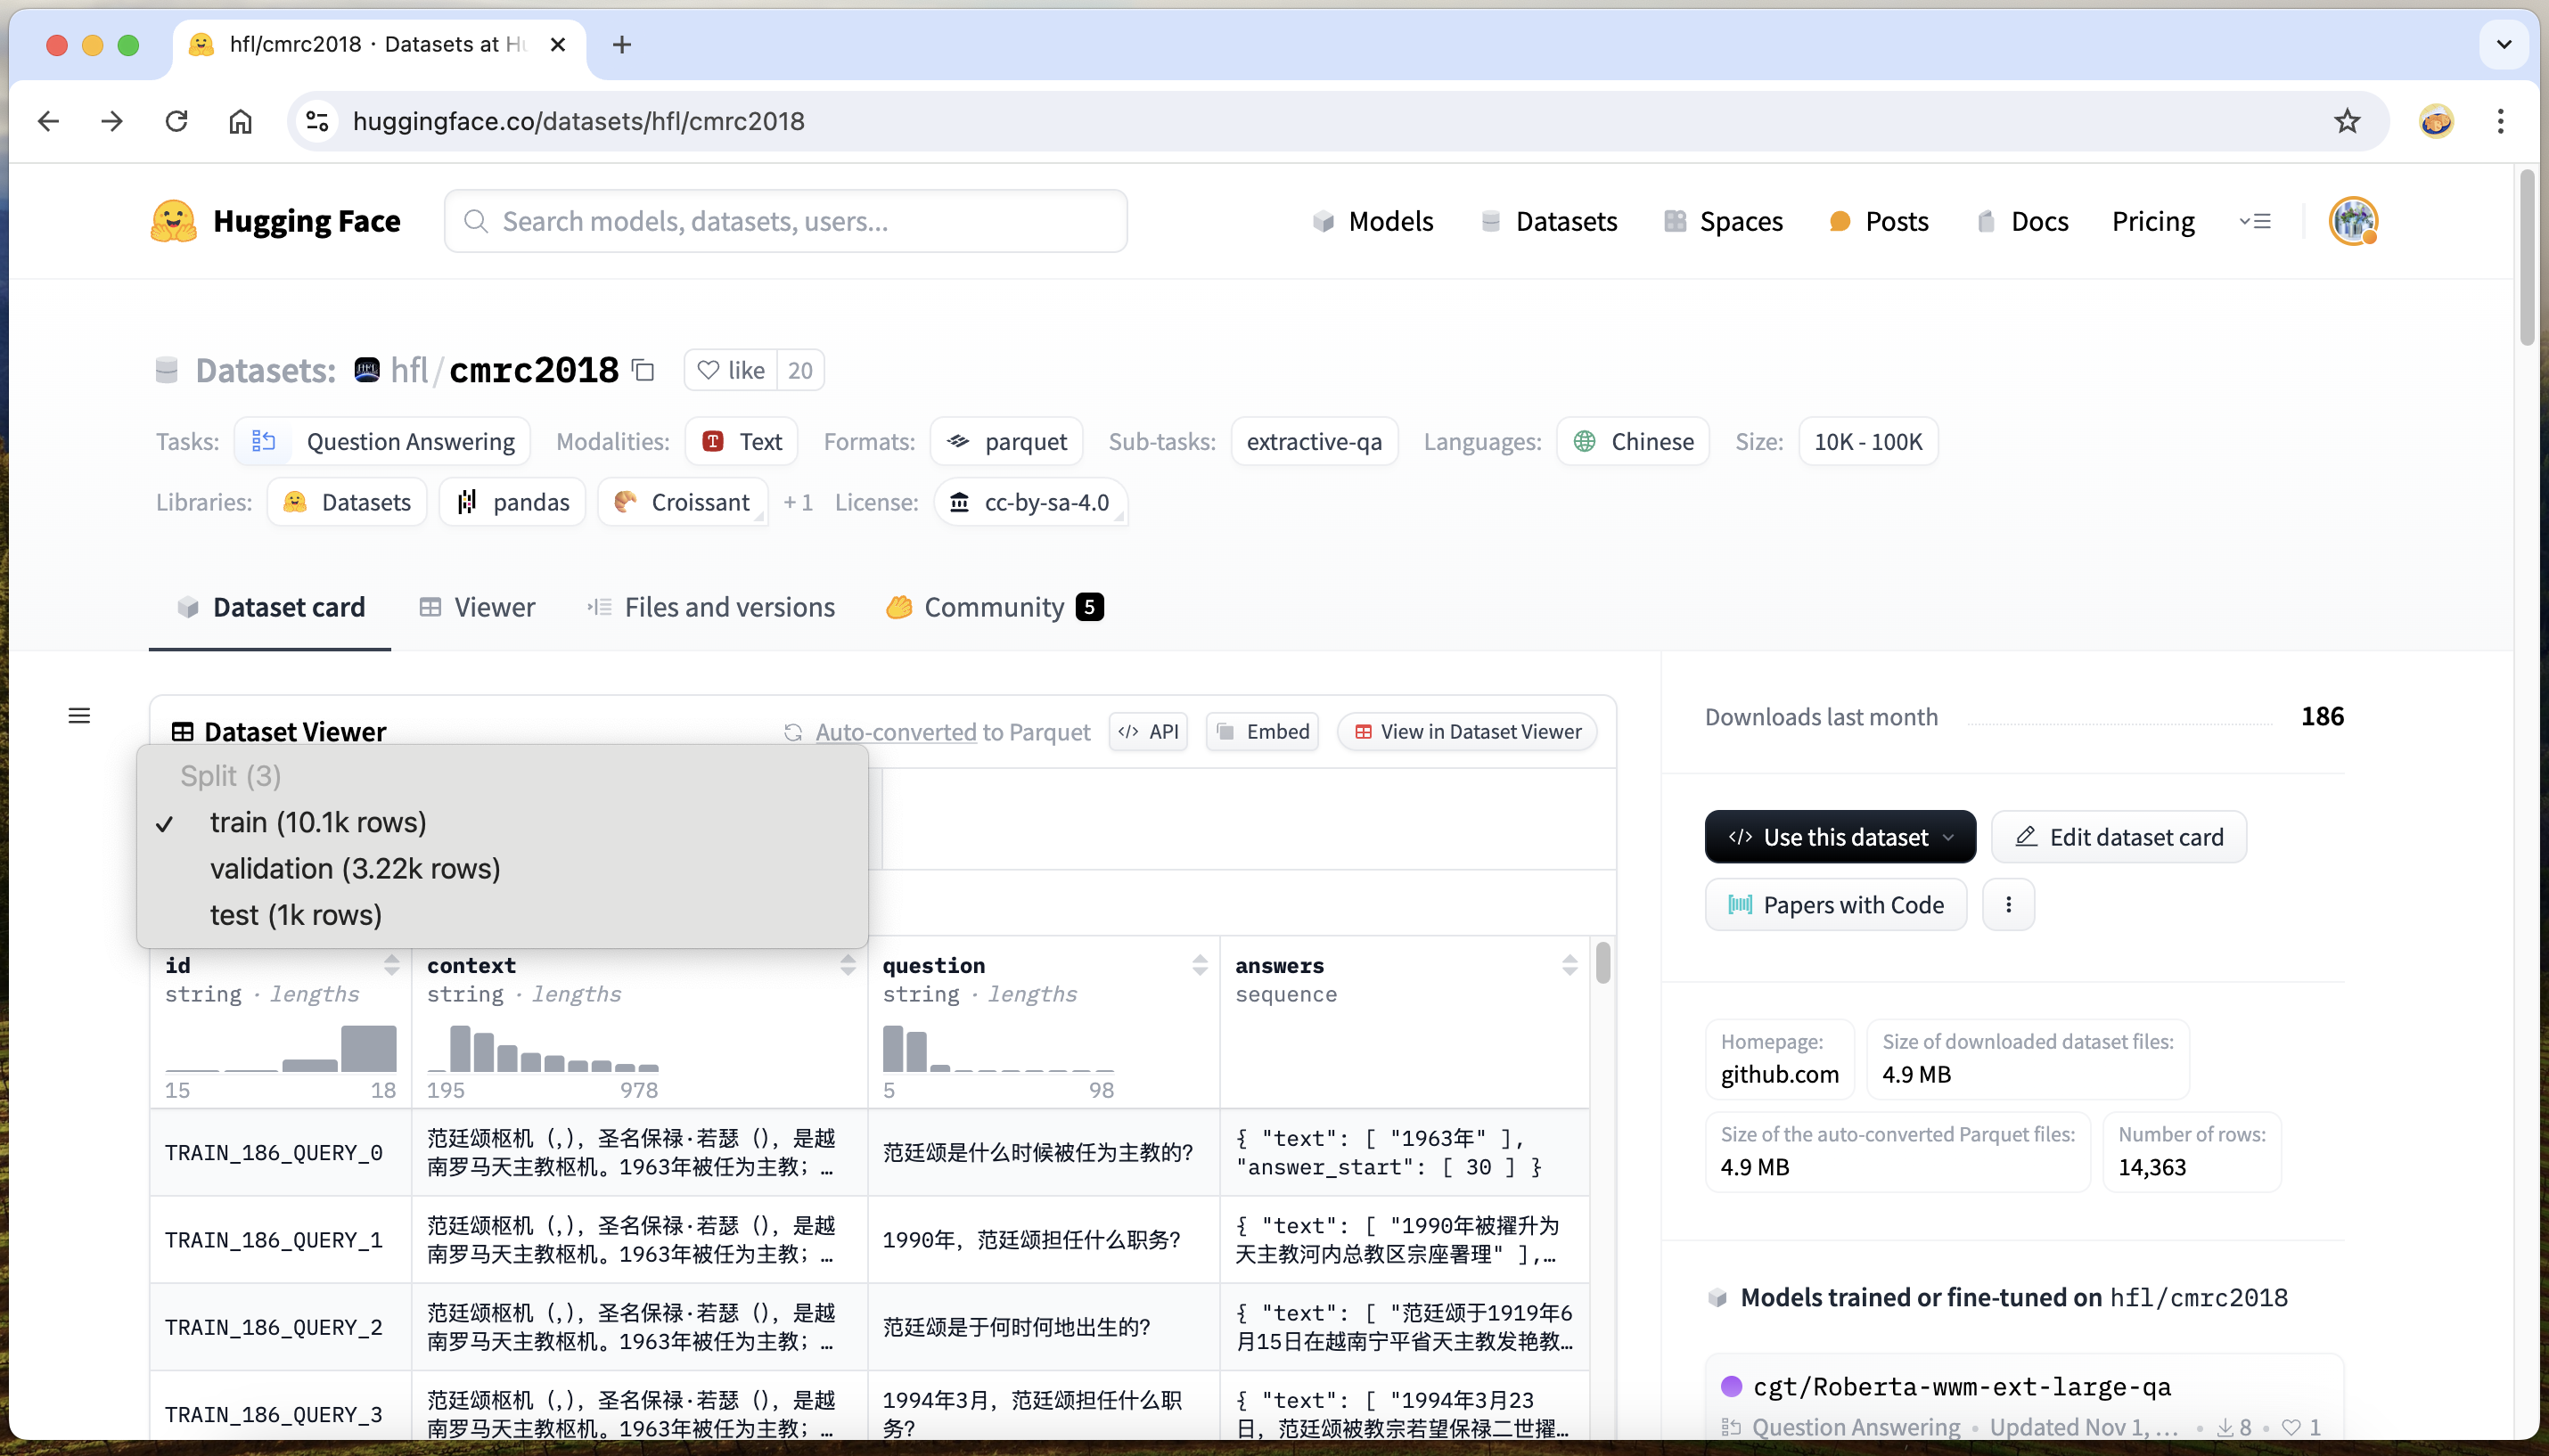 hfl/cmrc2018 · Datasets at Hu
huggingface.co/datasets/hfl/cmrc2018
Hugging Face
Search models, datasets, users...
Models
Datasets
Spaces
Posts
Docs
Pricing
Datasets: hfl/cmrc2018
like 20
Tasks: Question Answering Modalities: Text Formats: parquet Sub-tasks: extractive-qa Languages: Chinese Size: 10K - 100K
Libraries: Datasets pandas Croissant + 1 License: cc-by-sa-4.0
Dataset card
Viewer
Files and versions
Community 5
Dataset Viewer
Auto-converted to Parquet
API
Embed
View in Dataset Viewer
Split (3)
train (10.1k rows)
validation (3.22k rows)
test (1k rows)
id
string · lengths
15 18
context
string · lengths
195 978
question
string · lengths
5 98
answers
sequence
TRAIN_186_QUERY_0
范廷颂枢机（,），圣名保禄·若瑟（），是越
南罗马天主教枢机。1963年被任为主教；…
范廷颂是什么时候被任为主教的？
{ "text": [ "1963年" ],
"answer_start": [ 30 ] }
TRAIN_186_QUERY_1
范廷颂枢机（,），圣名保禄·若瑟（），是越
南罗马天主教枢机。1963年被任为主教；…
1990年，范廷颂担任什么职务？
{ "text": [ "1990年被擢升为
天主教河内总教区宗座署理" ],…
TRAIN_186_QUERY_2
范廷颂枢机（,），圣名保禄·若瑟（），是越
南罗马天主教枢机。1963年被任为主教；…
范廷颂是于何时何地出生的？
{ "text": [ "范廷颂于1919年6
月15日在越南宁平省天主教发艳教…
TRAIN_186_QUERY_3
范廷颂枢机（,），圣名保禄·若瑟（），是越
南罗马天主教枢机。1963年被任为主教；…
1994年3月，范廷颂担任什么职
务？
{ "text": [ "1994年3月23
日，范廷颂被教宗若望保禄二世擢…
Downloads last month
186
Use this dataset
Edit dataset card
Papers with Code
Homepage:
github.com
Size of downloaded dataset files:
4.9 MB
Size of the auto-converted Parquet files:
4.9 MB
Number of rows:
14,363
Models trained or fine-tuned on hfl/cmrc2018
cgt/Roberta-wwm-ext-large-qa
Question Answering • Updated Nov 1, … • 8 • 1